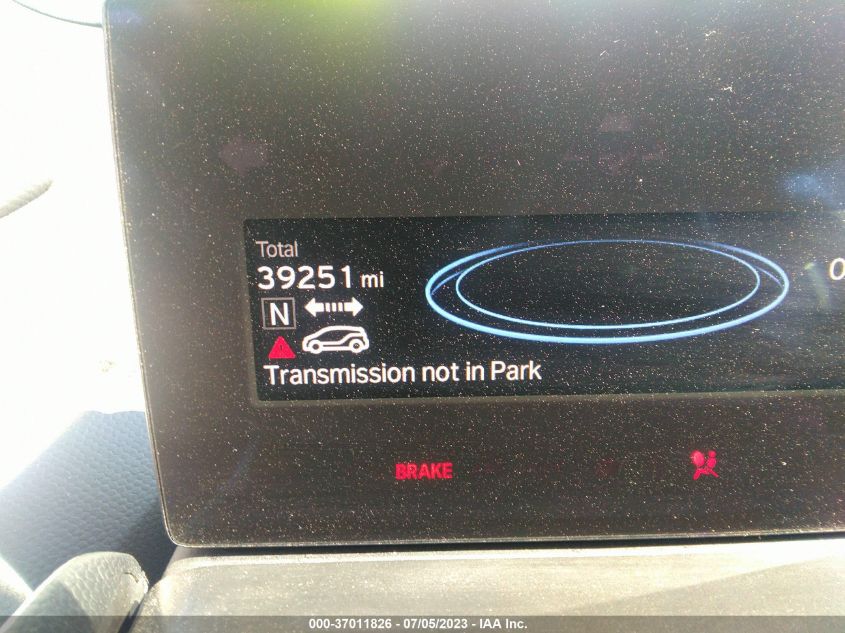 Total
39251 mi
N
Transmission not in Park
BRAKE
000-37011826 - 07/05/2023 - IAA Inc.